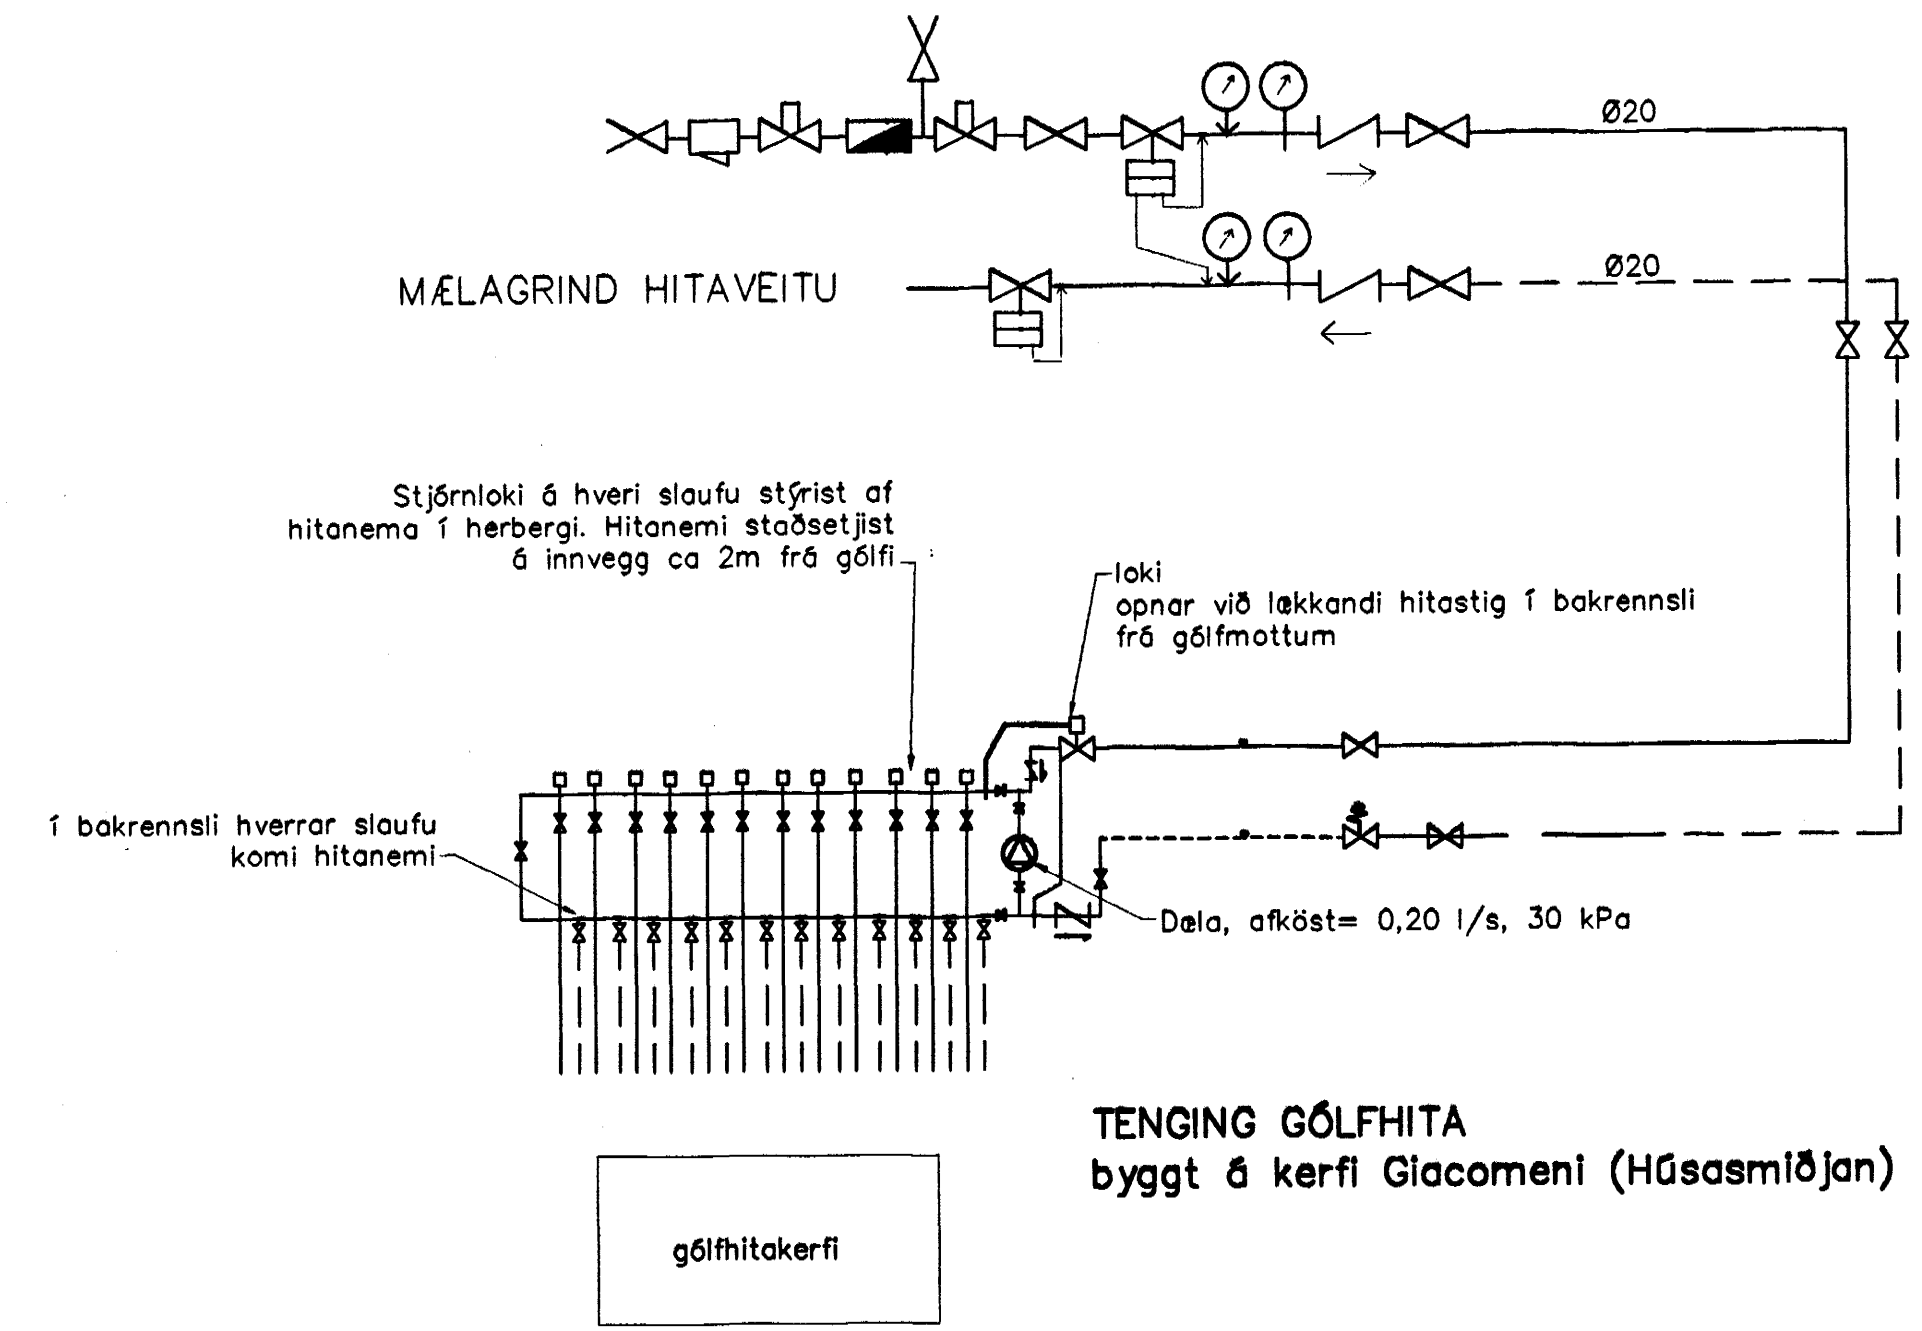 Ø20
MÆLAGRIND HITAVEITU
Ø20
Stjórnloki á hveri slaufu stýrist af
hitanema í herbergi. Hitanemi staðsetjist
á innvegg ca 2m frá gólfi
loki
opnar við lækkandi hitastig í bakrennsli
frá gólfmottum
í bakrennsli hverrar slaufu
komi hitanemi
Dæla, afköst= 0,20 l/s, 30 kPa
TENGING GÓLFHITA
byggt á kerfi Giacomeni (Húsasmiðjan)
gólfhitakerfi